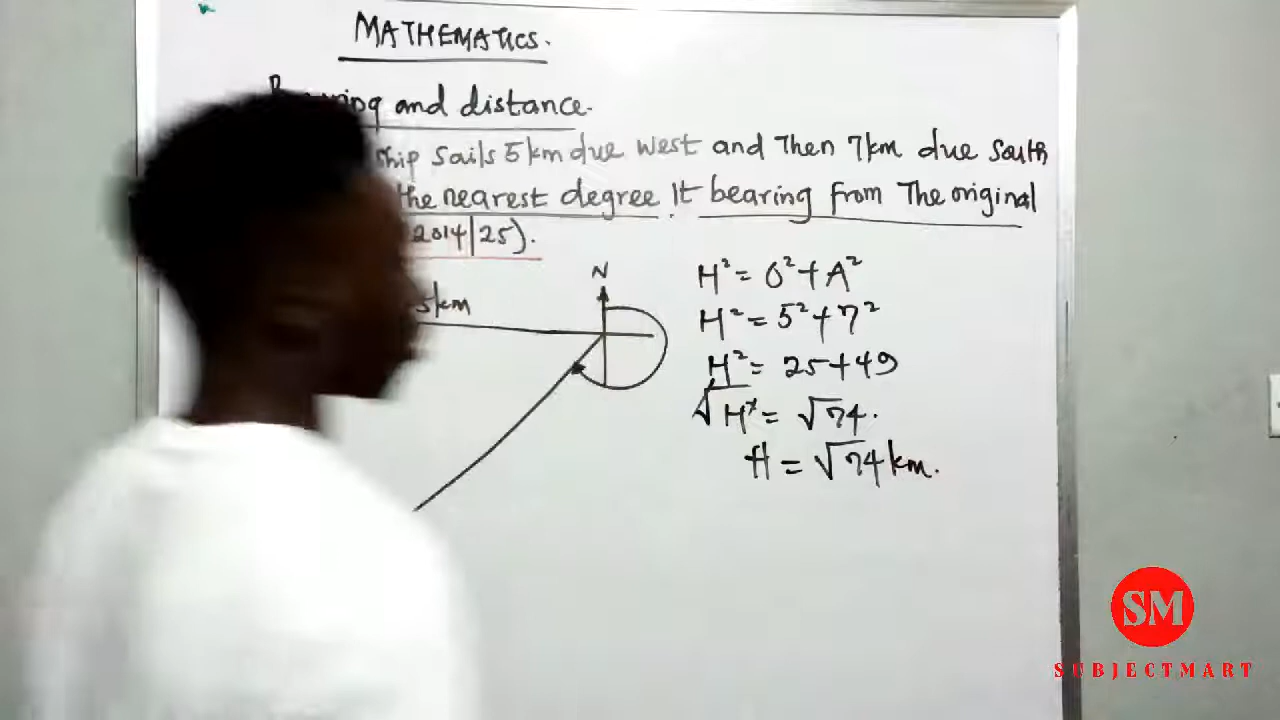 MATHEMATICS.
and distance.
ship sails 5km due west and Then 7km due south
the nearest degree It bearing from The original
2014/25).
N
5km
H² = O² + A²
H² = 5² + 7²
H² = 25+49
√H² = √74.
H = √74km.
SM
SUBJECTMART